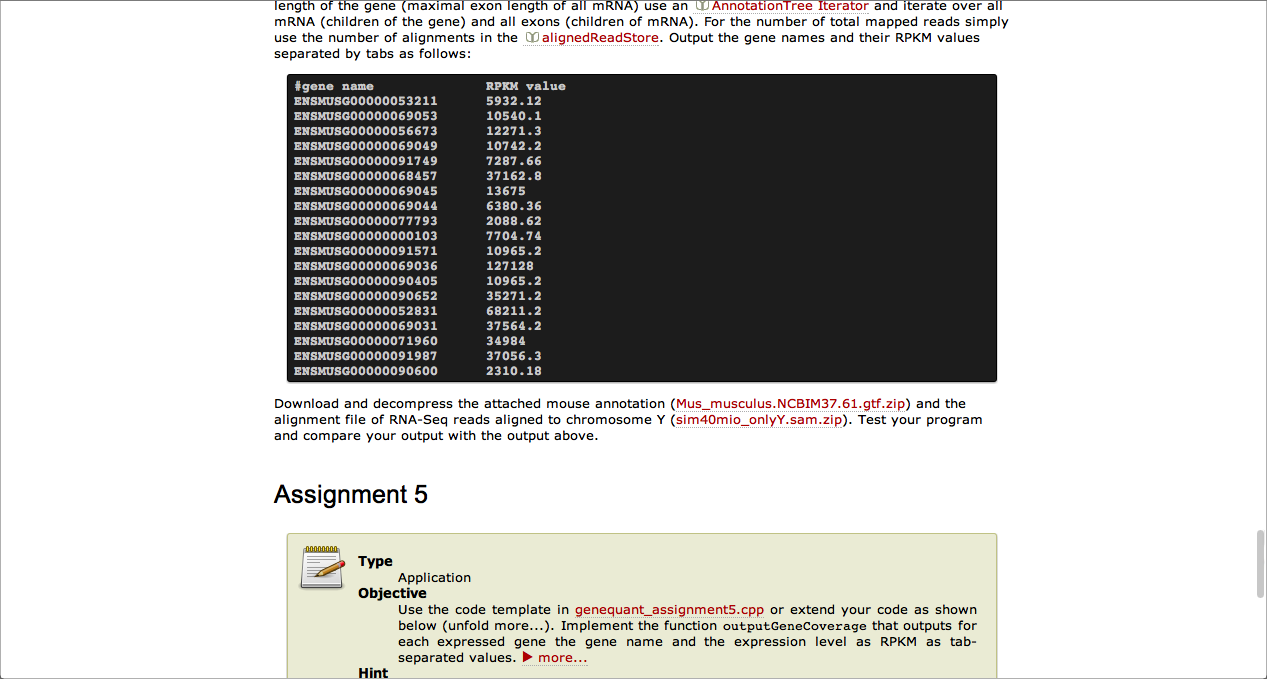 length of the gene (maximal exon length of all mRNA) use an AnnotationTree Iterator and iterate over all
mRNA (children of the gene) and all exons (children of mRNA). For the number of total mapped reads simply
use the number of alignments in the alignedReadStore. Output the gene names and their RPKM values
separated by tabs as follows:
#gene name RPKM value
ENSMUSG00000053211 5932.12
ENSMUSG00000069053 10540.1
ENSMUSG00000056673 12271.3
ENSMUSG00000069049 10742.2
ENSMUSG00000091749 7287.66
ENSMUSG00000068457 37162.8
ENSMUSG00000069045 13675
ENSMUSG00000069044 6380.36
ENSMUSG00000077793 2088.62
ENSMUSG00000000103 7704.74
ENSMUSG00000091571 10965.2
ENSMUSG00000069036 127128
ENSMUSG00000090405 10965.2
ENSMUSG00000090652 35271.2
ENSMUSG00000052831 68211.2
ENSMUSG00000069031 37564.2
ENSMUSG00000071960 34984
ENSMUSG00000091987 37056.3
ENSMUSG00000090600 2310.18
Download and decompress the attached mouse annotation (Mus_musculus.NCBIM37.61.gtf.zip) and the
alignment file of RNA-Seq reads aligned to chromosome Y (sim40mio_onlyY.sam.zip). Test your program
and compare your output with the output above.
Assignment 5
Type
Application
Objective
Use the code template in genequant_assignment5.cpp or extend your code as shown
below (unfold more...). Implement the function outputGeneCoverage that outputs for
each expressed gene the gene name and the expression level as RPKM as tab-
separated values. ▶ more...
Hint